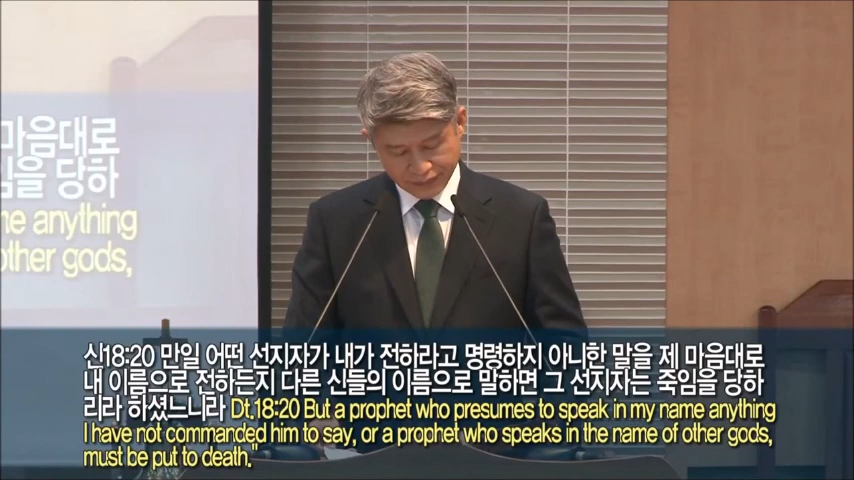 마음대로
임을 당하
me anything
other gods,
신18:20 만일 어떤 선지자가 내가 전하라고 명령하지 아니한 말을 제 마음대로
내 이름으로 전하든지 다른 신들의 이름으로 말하면 그 선지자는 죽임을 당하
리라 하셨느니라 Dt.18:20 But a prophet who presumes to speak in my name anything
I have not commanded him to say, or a prophet who speaks in the name of other gods,
must be put to death."